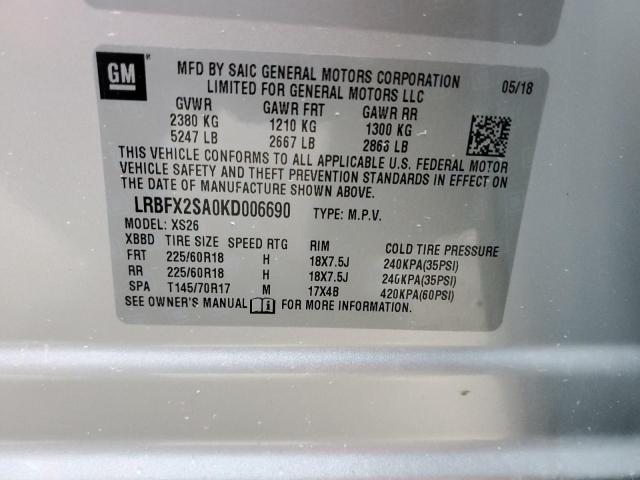 GM
MFD BY SAIC GENERAL MOTORS CORPORATION
LIMITED FOR GENERAL MOTORS LLC
05/18
GVWR GAWR FRT GAWR RR
2380 KG 1210 KG 1300 KG
5247 LB 2667 LB 2863 LB
THIS VEHICLE CONFORMS TO ALL APPLICABLE U.S. FEDERAL MOTOR
VEHICLE SAFETY AND THEFT PREVENTION STANDARDS IN EFFECT ON
THE DATE OF MANUFACTURE SHOWN ABOVE.
LRBFX2SA0KD006690 TYPE: M.P.V.
MODEL: XS26
XBBD TIRE SIZE SPEED RTG RIM COLD TIRE PRESSURE
FRT 225/60R18 H 18X7.5J 240KPA(35PSI)
RR 225/60R18 H 18X7.5J 240KPA(35PSI)
SPA T145/70R17 M 17X4B 420KPA(60PSI)
SEE OWNER'S MANUAL FOR MORE INFORMATION.